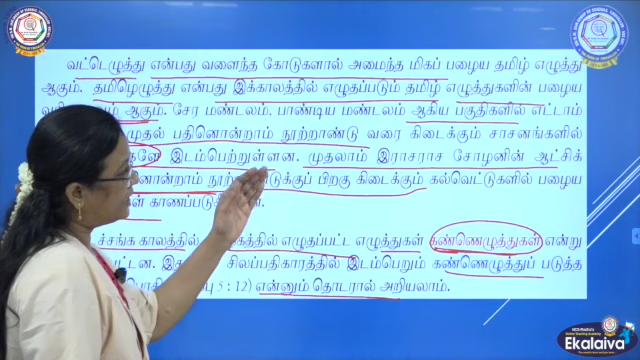 வட்டெழுத்து என்பது வளைந்த கோடுகளால் அமைந்த மிகப் பழைய தமிழ் எழுத்து
ஆகும். தமிழெழுத்து என்பது இக்காலத்தில் எழுதப்படும் தமிழ் எழுத்துகளின் பழைய
ஆகும். சேர மண்டலம், பாண்டிய மண்டலம் ஆகிய பகுதிகளில் எட்டாம்
முதல் பதினொன்றாம் நூற்றாண்டு வரை கிடைக்கும் சாசனங்களில்
இடம்பெற்றுள்ளன. முதலாம் இராசராச சோழனின் ஆட்சிக்
பிறகு கிடைக்கும் கல்வெட்டுகளில் பழைய
எழுதப்பட்ட எழுத்துகள் கண்ணெழுத்துகள் என்று
சிலப்பதிகாரத்தில் இடம்பெறும் கண்ணெழுத்துப் படுத்த
5 : 12) என்னும் தொடரால் அறியலாம்.
Ekalaiva